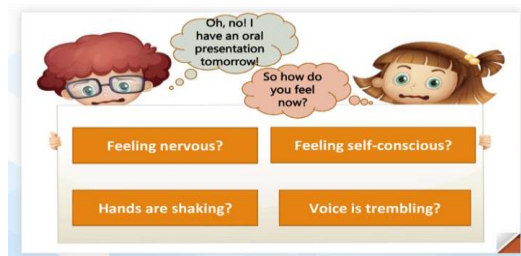 Oh, no! I
have an oral
presentation
tomorrow!
So how do
you feel
now?
Feeling nervous?
Feeling self-conscious?
Hands are shaking?
Voice is trembling?